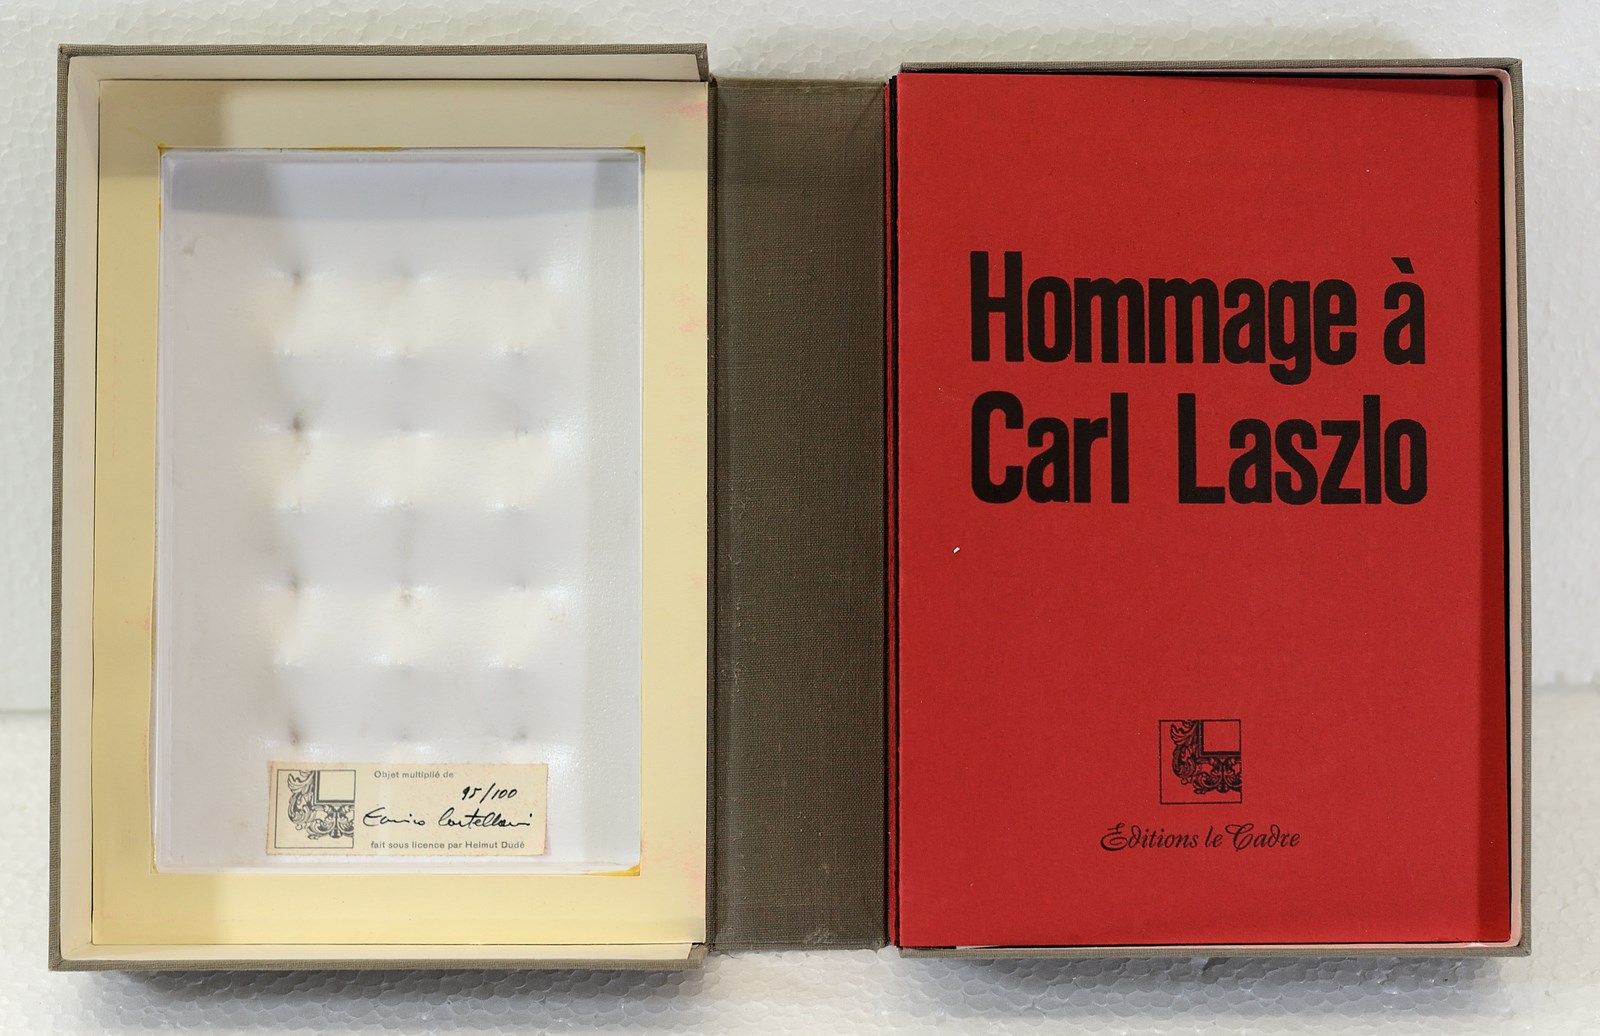 Objet multiplié de
95/100
Enrico Castellani
fait sous licence par Helmut Dudé
Hommage à
Carl Laszlo
Editions le Cadre